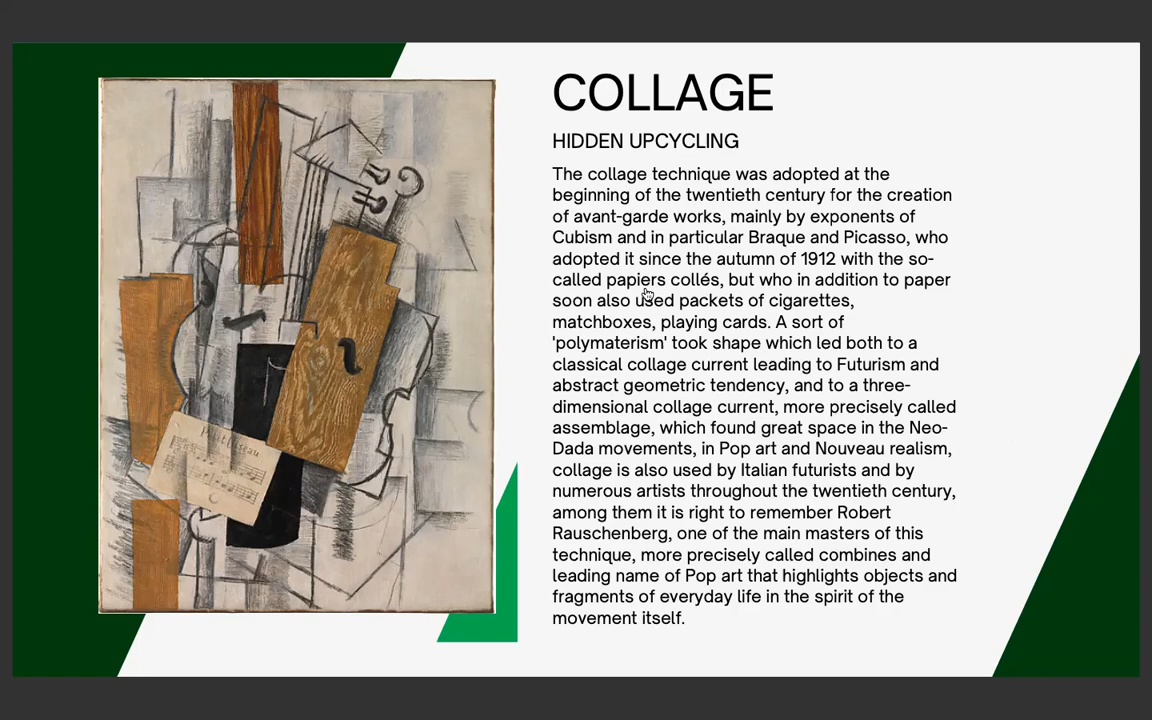 COLLAGE
HIDDEN UPCYCLING
The collage technique was adopted at the
beginning of the twentieth century for the creation
of avant-garde works, mainly by exponents of
Cubism and in particular Braque and Picasso, who
adopted it since the autumn of 1912 with the so-
called papiers collés, but who in addition to paper
soon also used packets of cigarettes,
matchboxes, playing cards. A sort of
'polymaterism' took shape which led both to a
classical collage current leading to Futurism and
abstract geometric tendency, and to a three-
dimensional collage current, more precisely called
assemblage, which found great space in the Neo-
Dada movements, in Pop art and Nouveau realism,
collage is also used by Italian futurists and by
numerous artists throughout the twentieth century,
among them it is right to remember Robert
Rauschenberg, one of the main masters of this
technique, more precisely called combines and
leading name of Pop art that highlights objects and
fragments of everyday life in the spirit of the
movement itself.